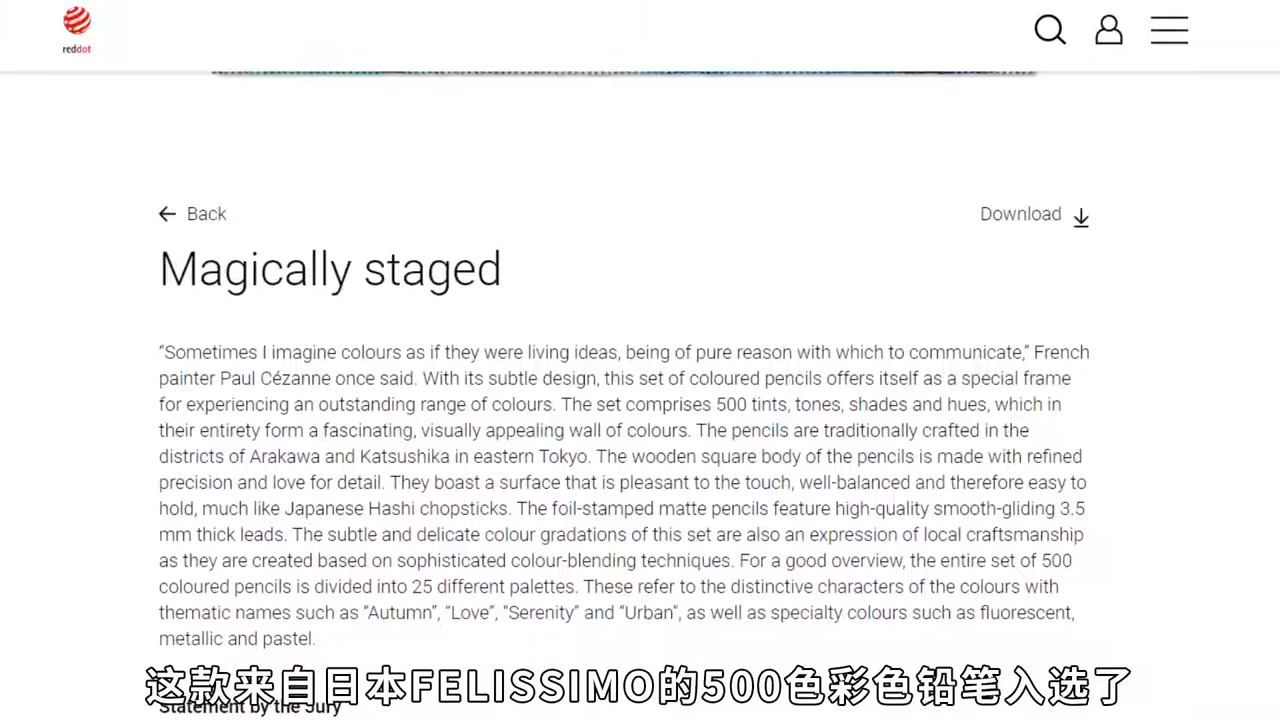 reddot
Back
Download
Magically staged
“Sometimes I imagine colours as if they were living ideas, being of pure reason with which to communicate,” French
painter Paul Cézanne once said. With its subtle design, this set of coloured pencils offers itself as a special frame
for experiencing an outstanding range of colours. The set comprises 500 tints, tones, shades and hues, which in
their entirety form a fascinating, visually appealing wall of colours. The pencils are traditionally crafted in the
districts of Arakawa and Katsushika in eastern Tokyo. The wooden square body of the pencils is made with refined
precision and love for detail. They boast a surface that is pleasant to the touch, well-balanced and therefore easy to
hold, much like Japanese Hashi chopsticks. The foil-stamped matte pencils feature high-quality smooth-gliding 3.5
mm thick leads. The subtle and delicate colour gradations of this set are also an expression of local craftsmanship
as they are created based on sophisticated colour-blending techniques. For a good overview, the entire set of 500
coloured pencils is divided into 25 different palettes. These refer to the distinctive characters of the colours with
thematic names such as “Autumn”, “Love”, “Serenity” and “Urban”, as well as specialty colours such as fluorescent,
metallic and pastel.
这款来自日本FELISSIMO的500色彩色铅笔入选了
Statement by the Jury